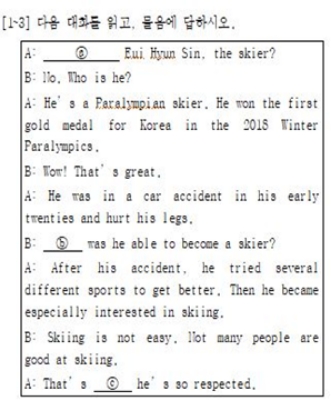 [1~3] 다음 대화를 읽고, 물음에 답하시오.
A: ⓐ Eui Hyun Sin, the skier?
B: No, Who is he?
A: He's a Paralympian skier. He won the first
gold medal for Korea in the 2018 Winter
Paralympics.
B: Wow! That's great.
A: He was in a car accident in his early
twenties and hurt his legs.
B: ⓑ was he able to become a skier?
A: After his accident, he tried several
different sports to get better. Then he became
especially interested in skiing.
B: Skiing is not easy. Not many people are
good at skiing.
A: That's ⓒ he's so respected.